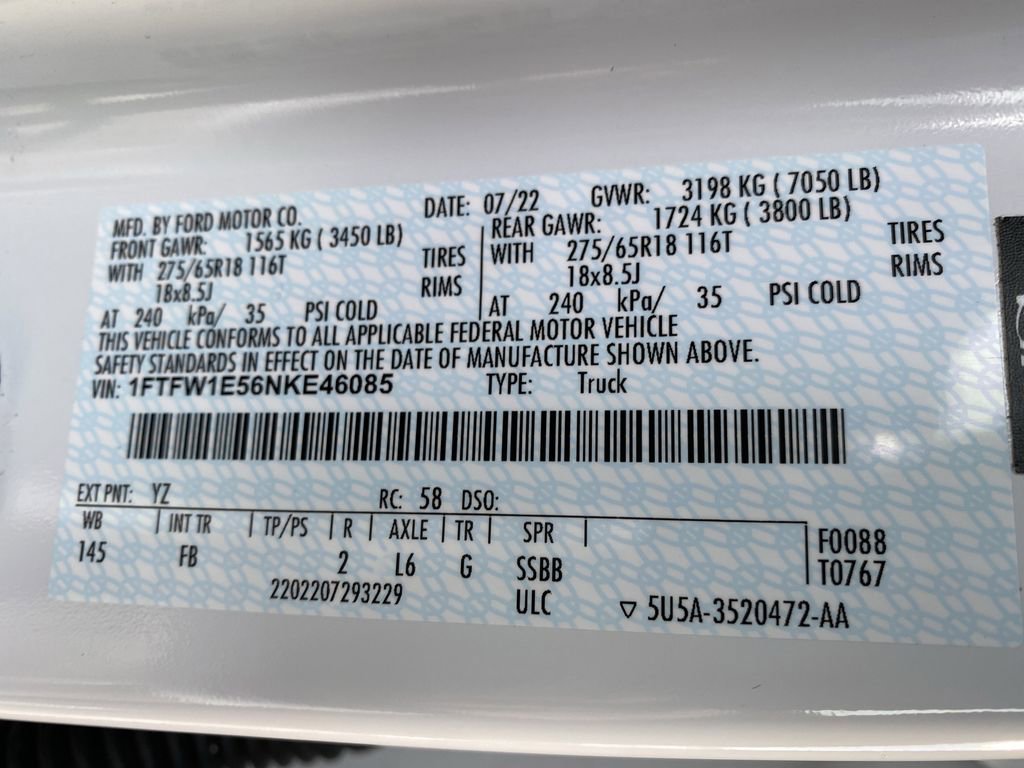 MFD. BY FORD MOTOR CO. DATE: 07/22 GVWR: 3198 KG ( 7050 LB)
FRONT GAWR: 1565 KG ( 3450 LB) REAR GAWR: 1724 KG ( 3800 LB)
WITH 275/65R18 116T TIRES WITH 275/65R18 116T TIRES
18x8.5J RIMS 18x8.5J RIMS
AT 240 kPa/ 35 PSI COLD AT 240 kPa/ 35 PSI COLD
THIS VEHICLE CONFORMS TO ALL APPLICABLE FEDERAL MOTOR VEHICLE
SAFETY STANDARDS IN EFFECT ON THE DATE OF MANUFACTURE SHOWN ABOVE.
VIN: 1FTFW1E56NKE46085 TYPE: Truck
EXT PNT: YZ RC: 58 DSO:
WB | INT TR | TP/PS | R | AXLE | TR | SPR | F0088
145 FB 2 L6 G SSBB T0767
2202207293229 ULC ▽ 5U5A-3520472-AA